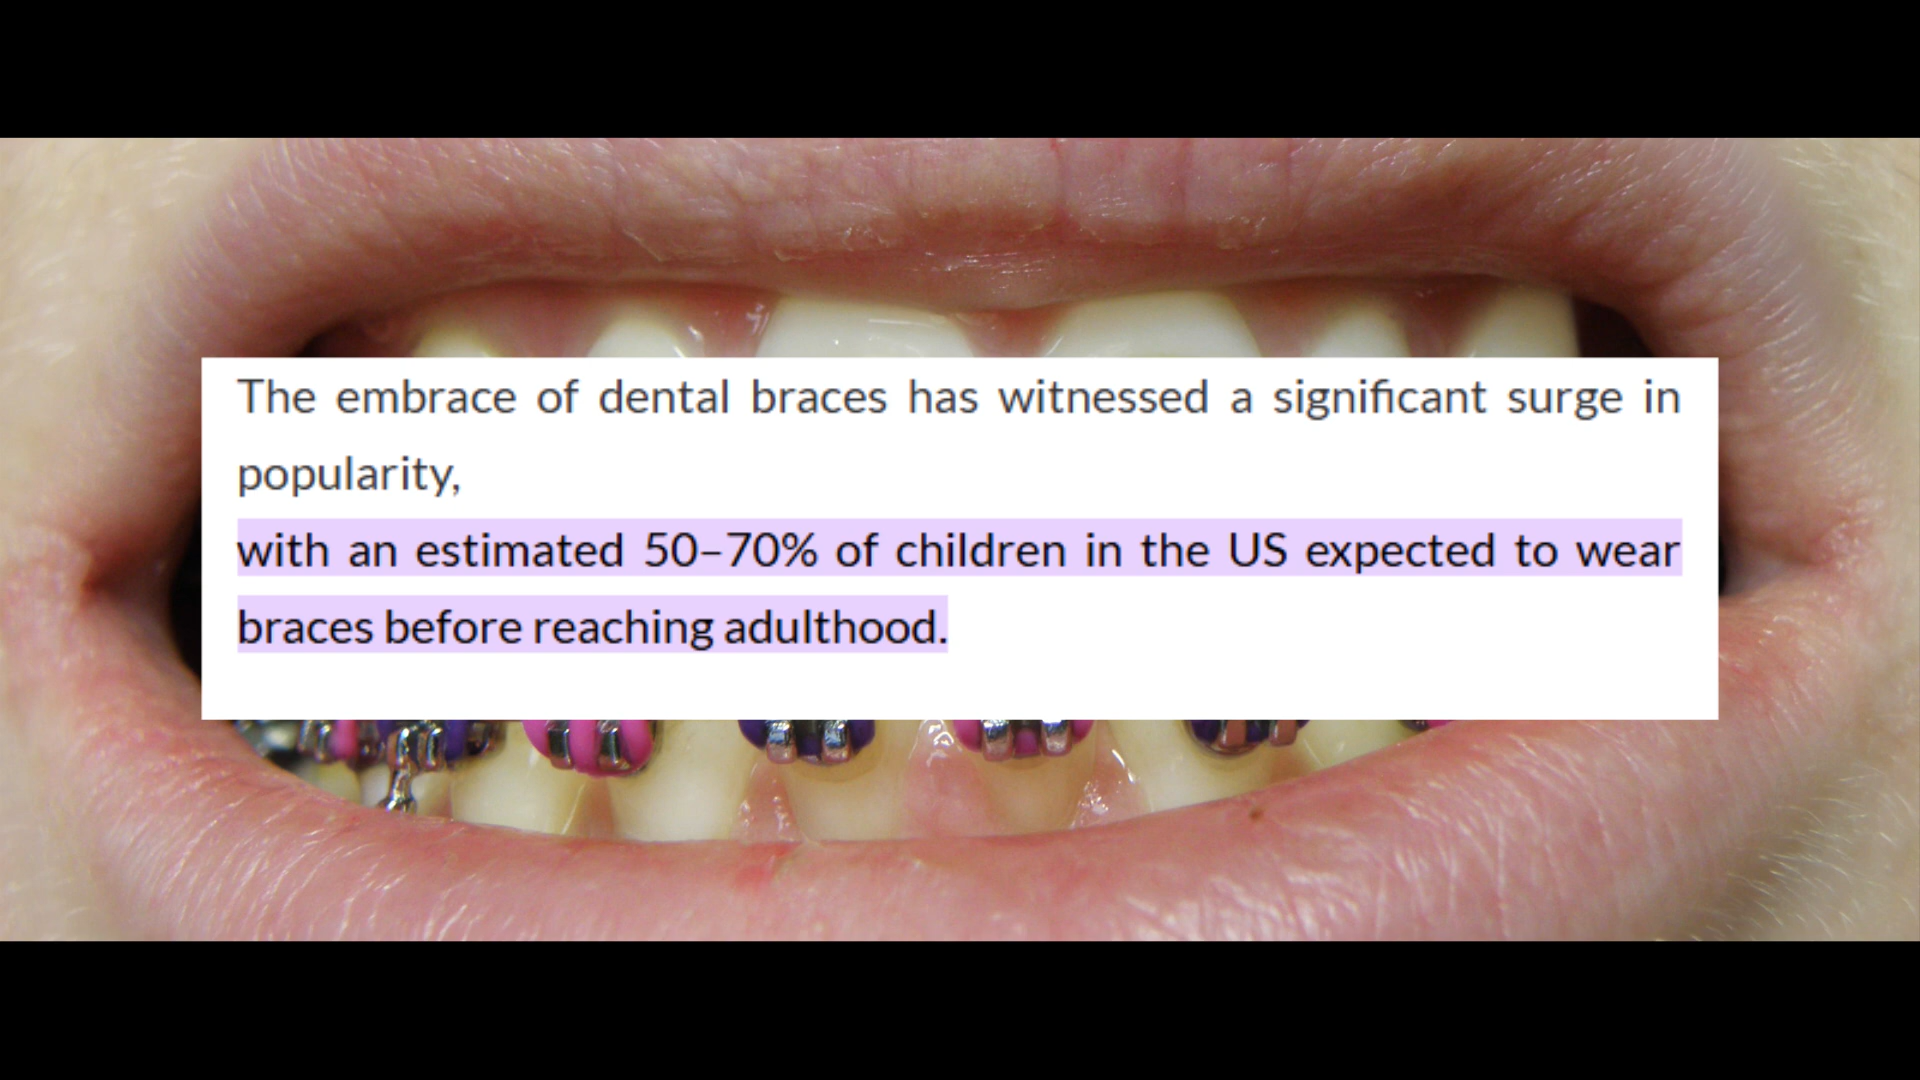 The embrace of dental braces has witnessed a significant surge in
popularity,
with an estimated 50–70% of children in the US expected to wear
braces before reaching adulthood.